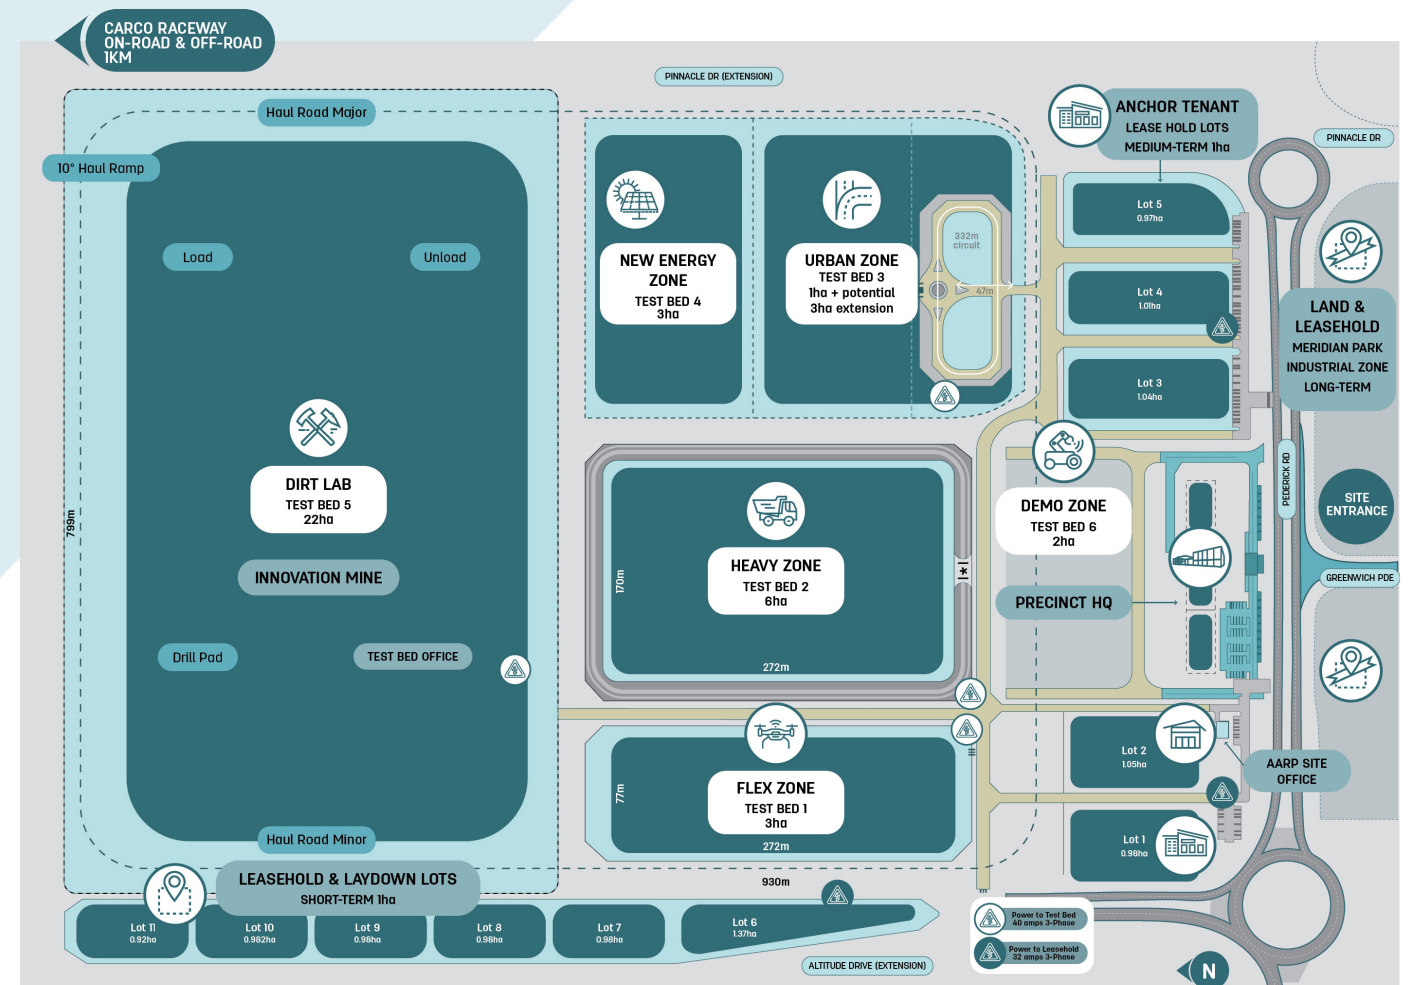 CARCO RACEWAY
ON-ROAD & OFF-ROAD
1KM
PINNACLE DR (EXTENSION)
Haul Road Major
10° Haul Ramp
Load
Unload
799m
DIRT LAB
TEST BED 5
22ha
INNOVATION MINE
Drill Pad
TEST BED OFFICE
Haul Road Minor
NEW ENERGY
ZONE
TEST BED 4
3ha
URBAN ZONE
TEST BED 3
1ha + potential
3ha extension
332m
circuit
47m
ANCHOR TENANT
LEASE HOLD LOTS
MEDIUM-TERM 1ha
PINNACLE DR
Lot 5
0.97ha
Lot 4
1.01ha
Lot 3
1.04ha
LAND &
LEASEHOLD
MERIDIAN PARK
INDUSTRIAL ZONE
LONG-TERM
PEDERICK RD
SITE
ENTRANCE
GREENWICH PDE
HEAVY ZONE
TEST BED 2
6ha
170m
272m
DEMO ZONE
TEST BED 6
2ha
PRECINCT HQ
FLEX ZONE
TEST BED 1
3ha
77m
272m
Lot 2
1.05ha
AARP SITE
OFFICE
Lot 1
0.98ha
930m
LEASEHOLD & LAYDOWN LOTS
SHORT-TERM 1ha
Lot 11
0.92ha
Lot 10
0.982ha
Lot 9
0.98ha
Lot 8
0.98ha
Lot 7
0.98ha
Lot 6
1.37ha
ALTITUDE DRIVE (EXTENSION)
Power to Test Bed
40 amps 3-Phase
Power to Leasehold
32 amps 3-Phase
N